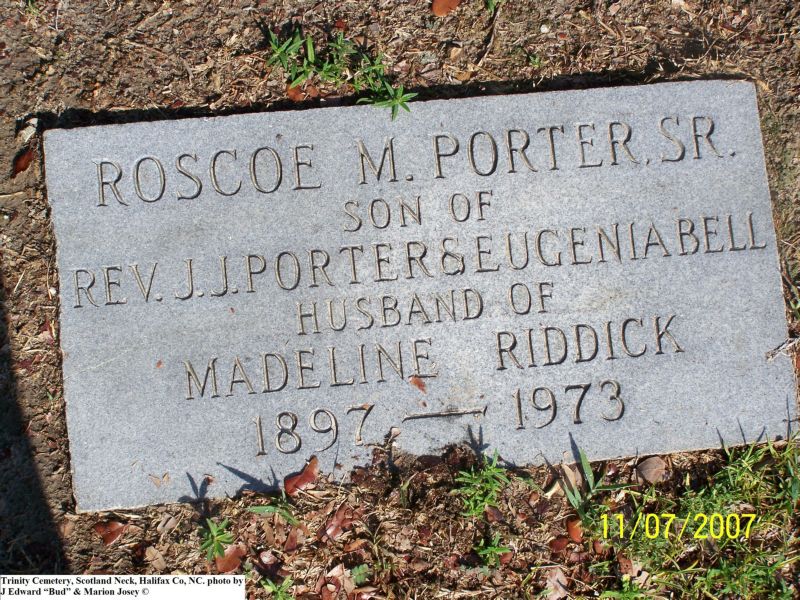 ROSCOE M. PORTER, SR.
SON OF
REV. J. J. PORTER & EUGENIA BELL
HUSBAND OF
MADELINE RIDDICK
1897 — 1973
11/07/2007
Trinity Cemetery, Scotland Neck, Halifax Co, NC. photo by
J Edward “Bud” & Marion Josey ©